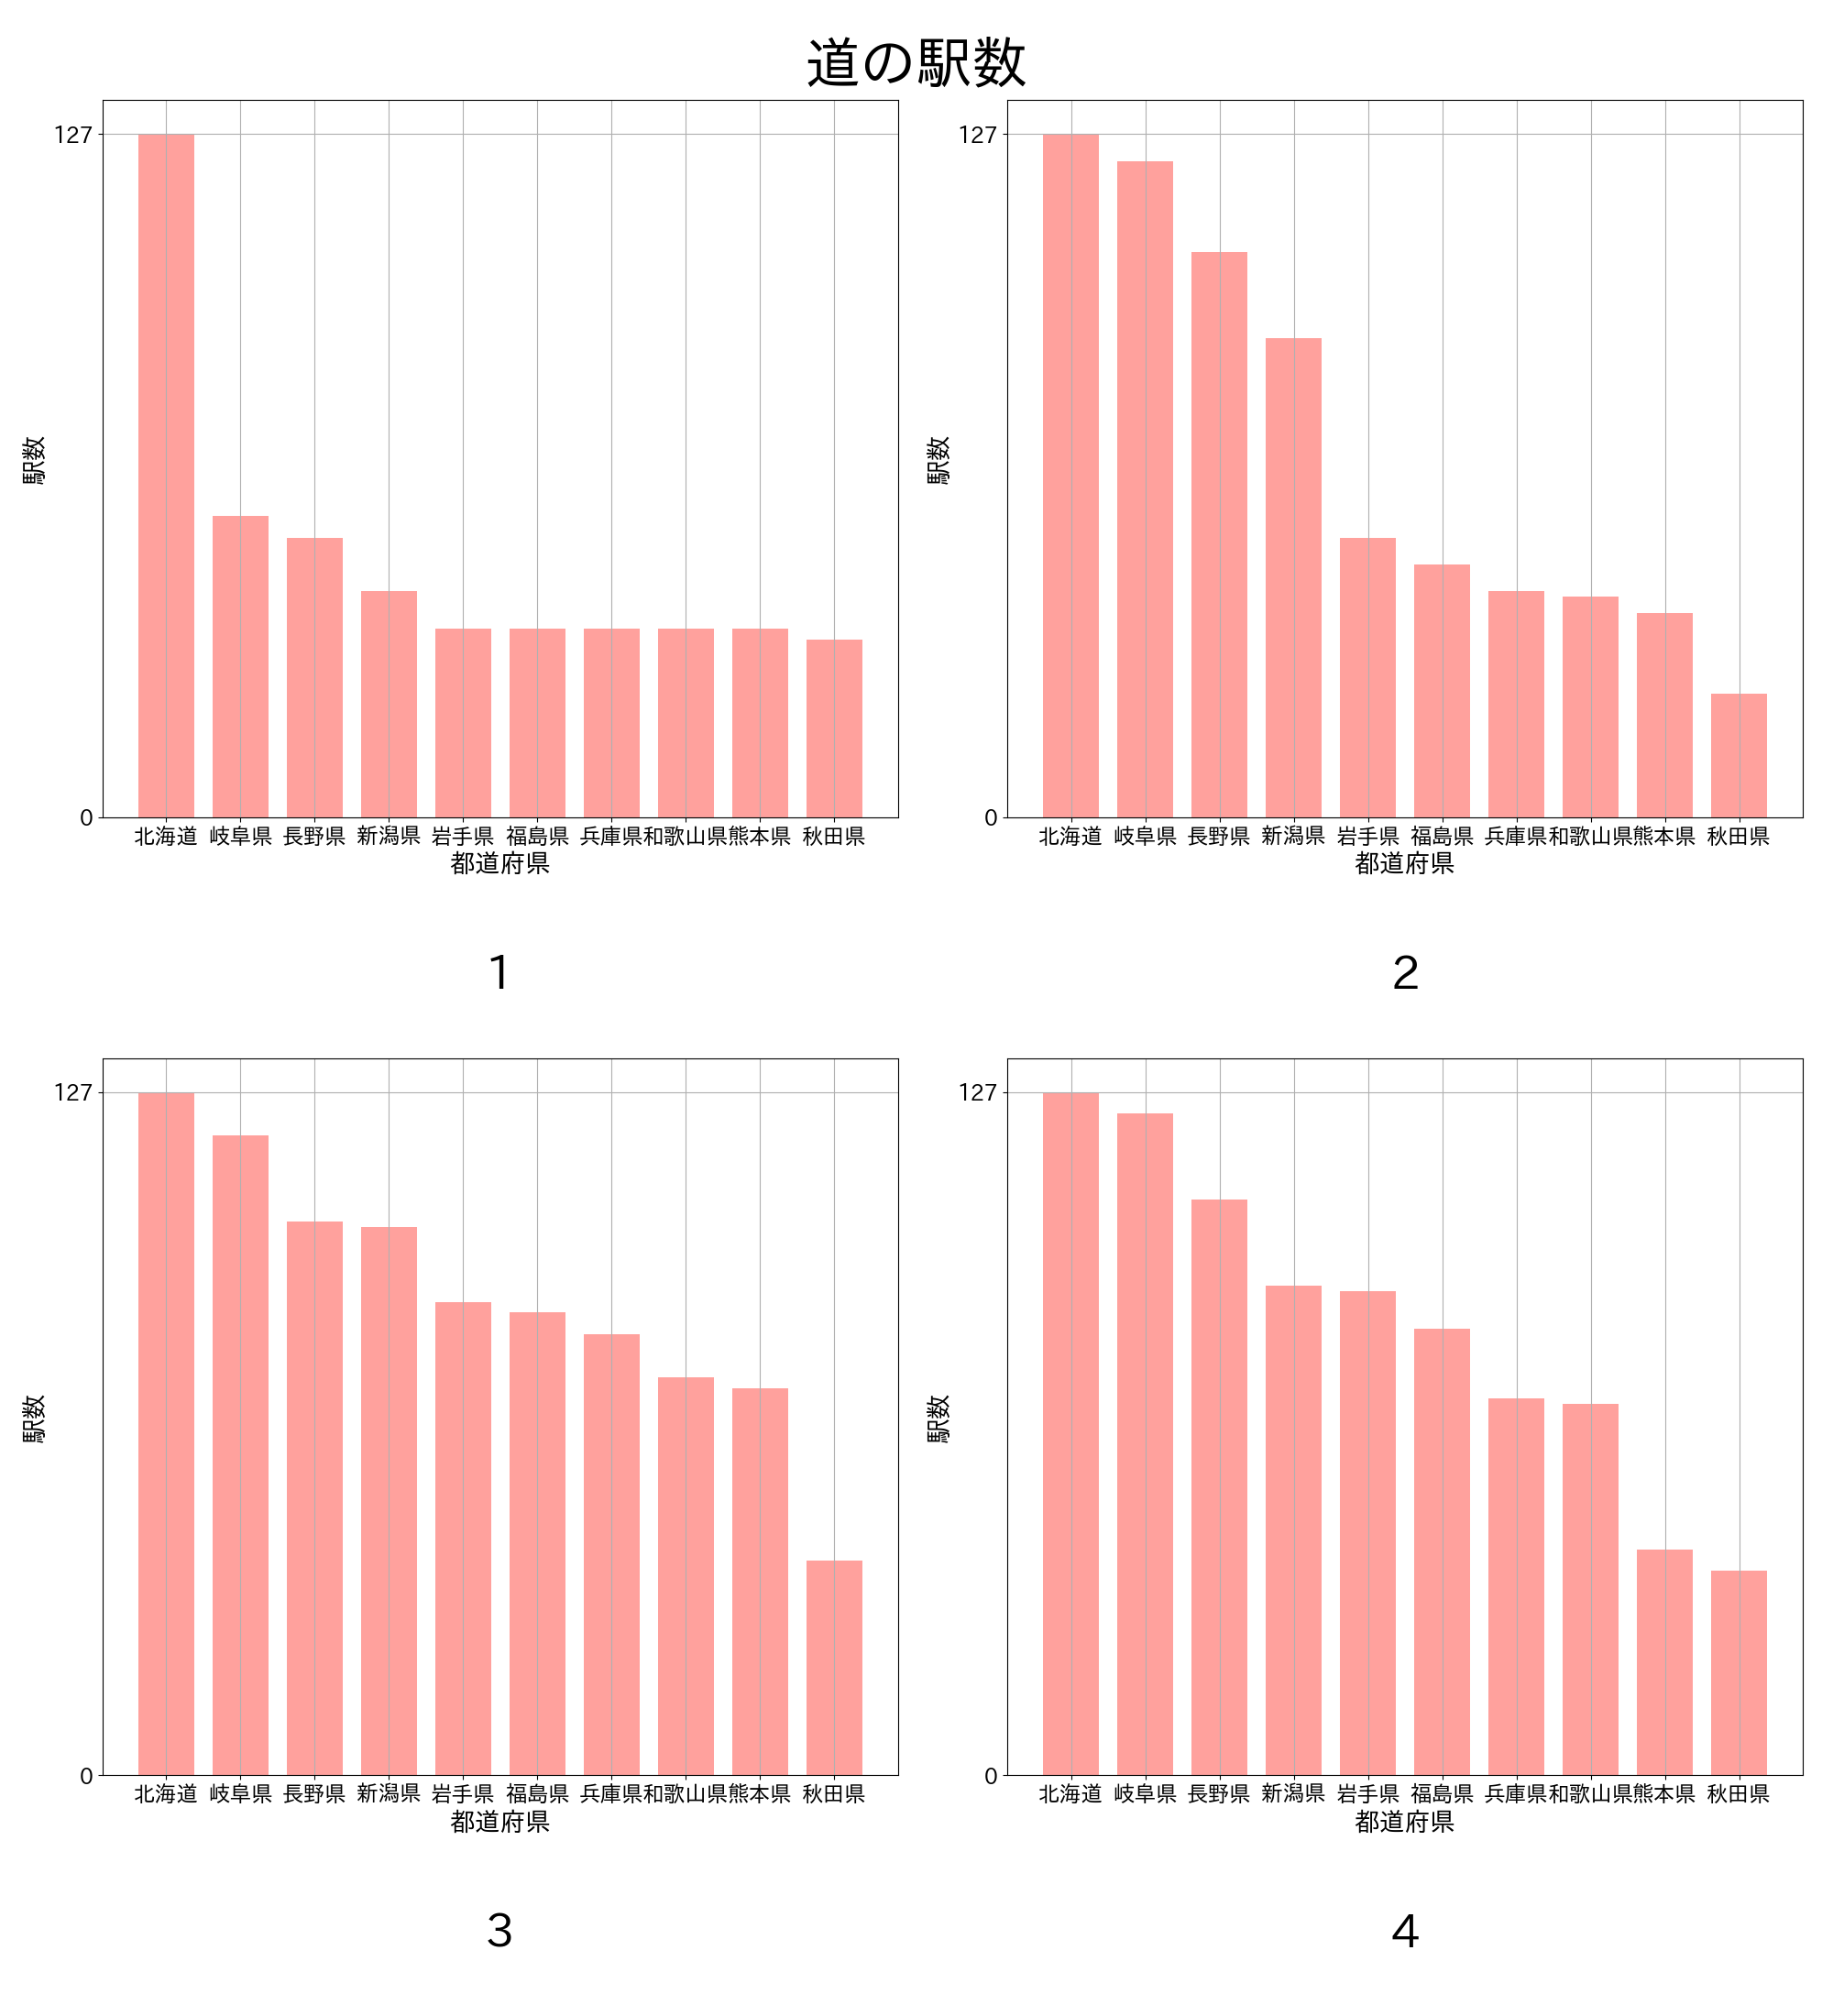 道の駅数
127
0
駅数
北海道 岐阜県 長野県 新潟県 岩手県 福島県 兵庫県 和歌山県 熊本県 秋田県
都道府県
1
127
0
駅数
北海道 岐阜県 長野県 新潟県 岩手県 福島県 兵庫県 和歌山県 熊本県 秋田県
都道府県
2
127
0
駅数
北海道 岐阜県 長野県 新潟県 岩手県 福島県 兵庫県 和歌山県 熊本県 秋田県
都道府県
3
127
0
駅数
北海道 岐阜県 長野県 新潟県 岩手県 福島県 兵庫県 和歌山県 熊本県 秋田県
都道府県
4